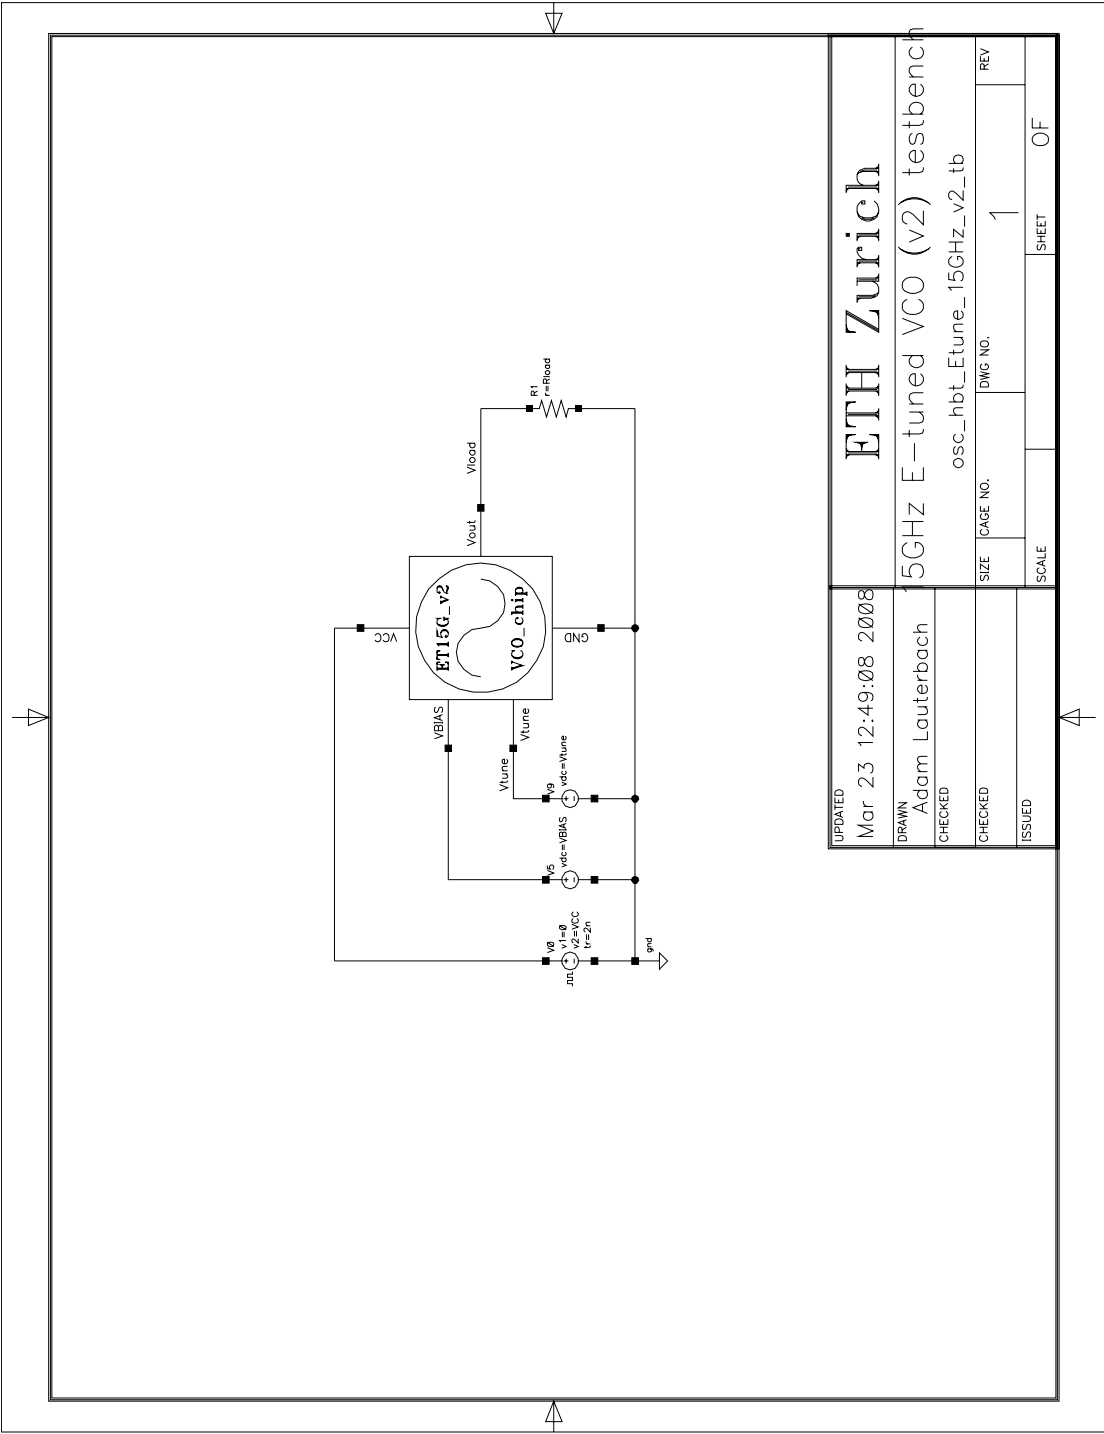 VCC
VBIAS
ET15G_v2
VCO_chip
Vout
Vload
Vtune
Vtune
GND
R1
r=Rload
V0
v1=0
v2=VCC
tr=2n
V5
vdc=VBIAS
V9
vdc=Vtune
gnd
UPDATED
Mar 23 12:49:08 2008
DRAWN
Adam Lauterbach
CHECKED
CHECKED
ISSUED
ETH Zurich
15GHz E-tuned VCO (v2) testbench
osc_hbt_Etune_15GHz_v2_tb
SIZE
CAGE NO.
DWG NO.
1
REV
SCALE
SHEET
OF